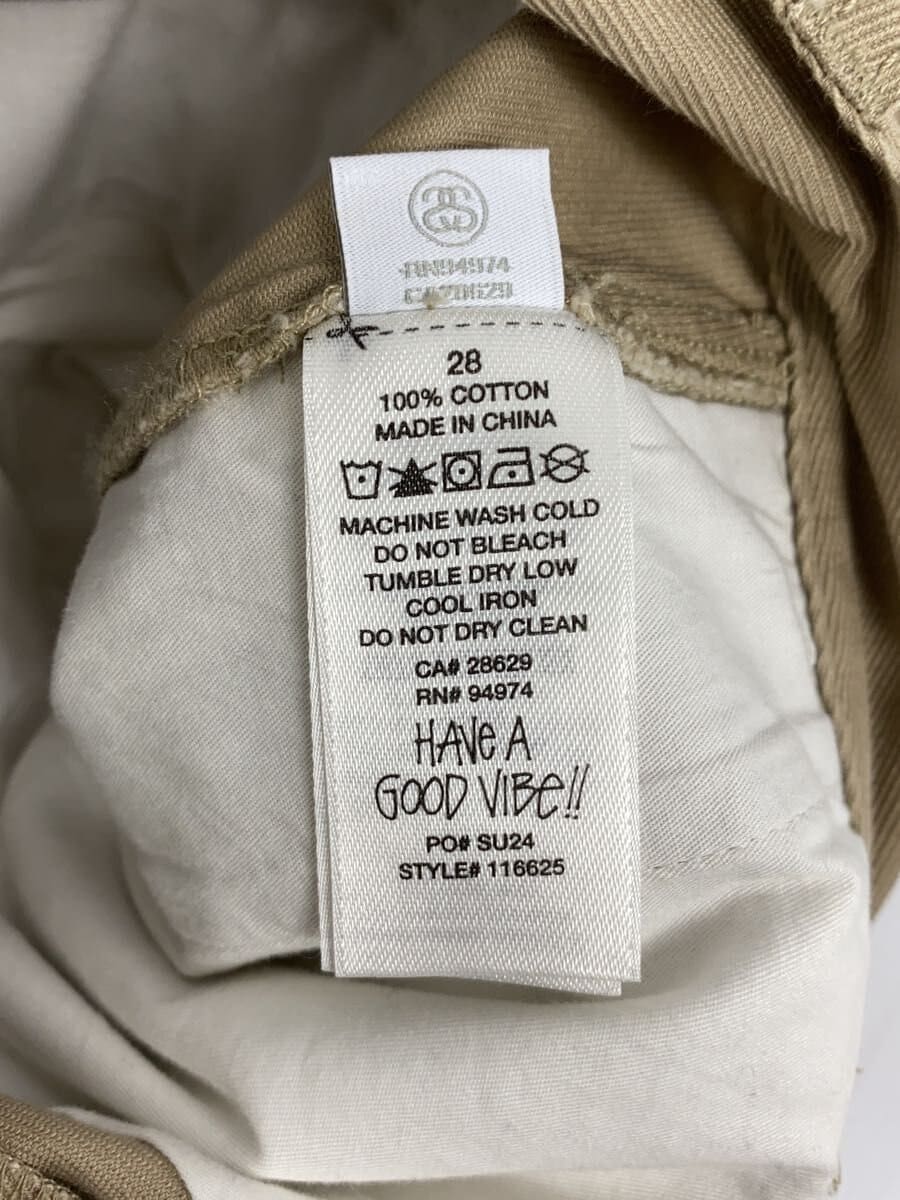 RN94974
CA28629
28
100% COTTON
MADE IN CHINA
MACHINE WASH COLD
DO NOT BLEACH
TUMBLE DRY LOW
COOL IRON
DO NOT DRY CLEAN
CA# 28629
RN# 94974
HAVe A
GOOD VIBe!!
PO# SU24
STYLE# 116625